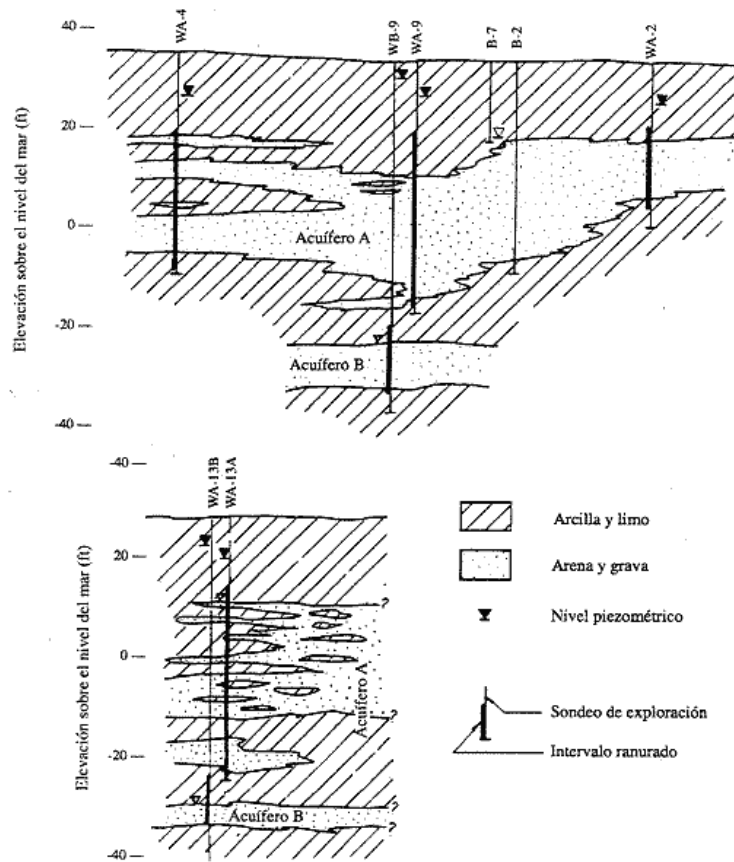 WA-4
WB-9
WA-9
B-7
B-2
WA-2
40
20
0
-20
-40
Elevación sobre el nivel del mar (ft)
Acuífero A
Acuífero B
WA-13B
WA-13A
-40
20
0
-20
-40
Elevación sobre el nivel del mar (ft)
?
Acuífero A
?
?
Acuífero B
?
Arcilla y limo
Arena y grava
Nivel piezométrico
Sondeo de exploración
Intervalo ranurado